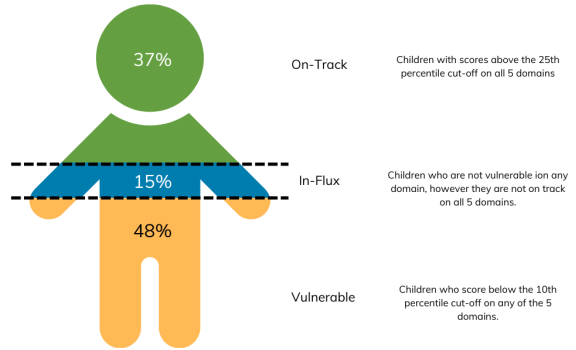 37%
On-Track
Children with scores above the 25th
percentile cut-off on all 5 domains
15%
In-Flux
Children who are not vulnerable ion any
domain, however they are not on track
on all 5 domains.
48%
Vulnerable
Children who score below the 10th
percentile cut-off on any of the 5
domains.